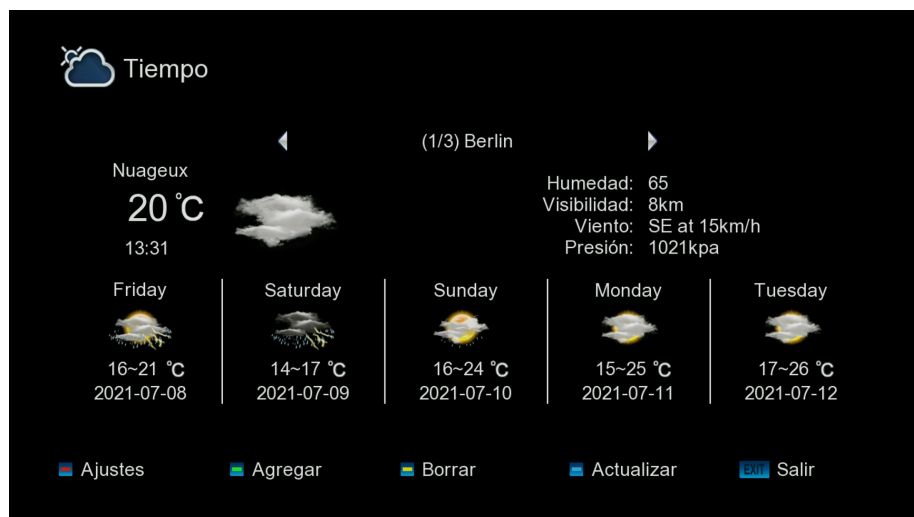 Tiempo
(1/3) Berlin
Nuageux
20 °C
13:31
Humedad: 65
Visibilidad: 8km
Viento: SE at 15km/h
Presión: 1021kpa
Friday Saturday Sunday Monday Tuesday
16~21 °C 14~17 °C 16~24 °C 15~25 °C 17~26 °C
2021-07-08 2021-07-09 2021-07-10 2021-07-11 2021-07-12
Ajustes Agregar Borrar Actualizar EXIT Salir